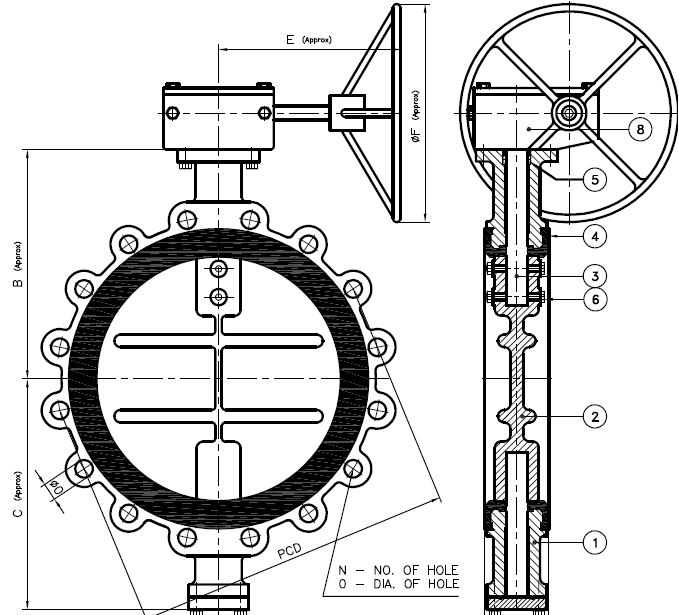 E (Approx)
ØF (Approx)
8
5
4
B (Approx)
3
6
2
C (Approx)
ØO
PCD
1
N – NO. OF HOLE
O – DIA. OF HOLE